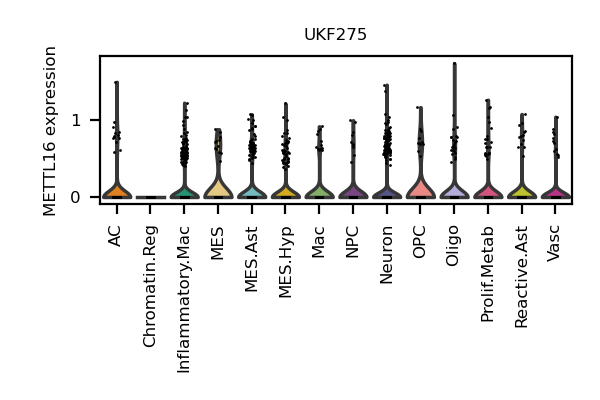 UKF275
METTL16 expression
1
0
AC
Chromatin.Reg
Inflammatory.Mac
MES
MES.Ast
MES.Hyp
Mac
NPC
Neuron
OPC
Oligo
Prolif.Metab
Reactive.Ast
Vasc